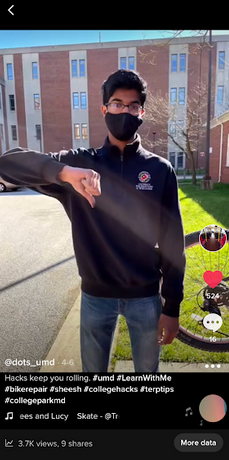 524
16
@dots_umd · 4-6
Hacks keep you rolling. #umd #LearnWithMe
#bikerepair #sheesh #collegehacks #terptips
#collegeparkmd
ees and Lucy Skate - @Tr
3.7K views, 9 shares
More data